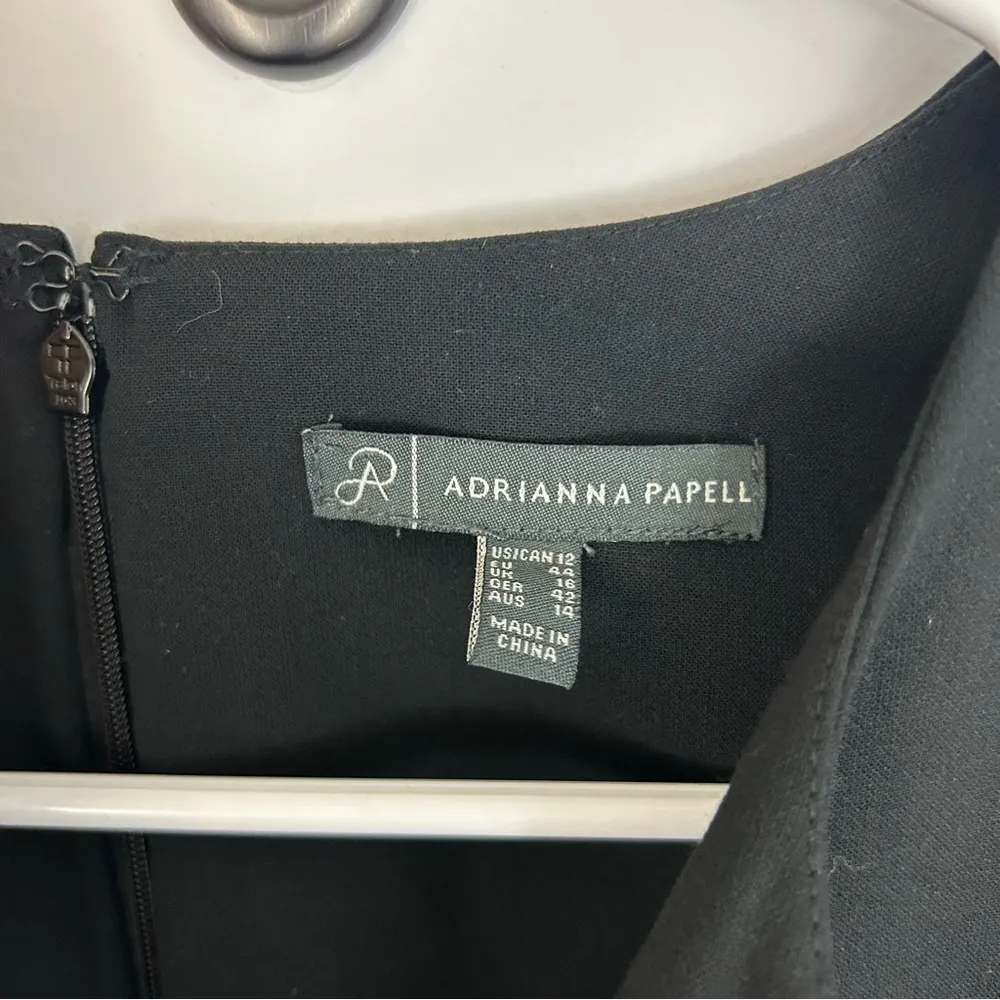 ADRIANNA PAPELL
US/CAN 12
EU 44
UK 16
GER 42
AUS 14
MADE IN
CHINA